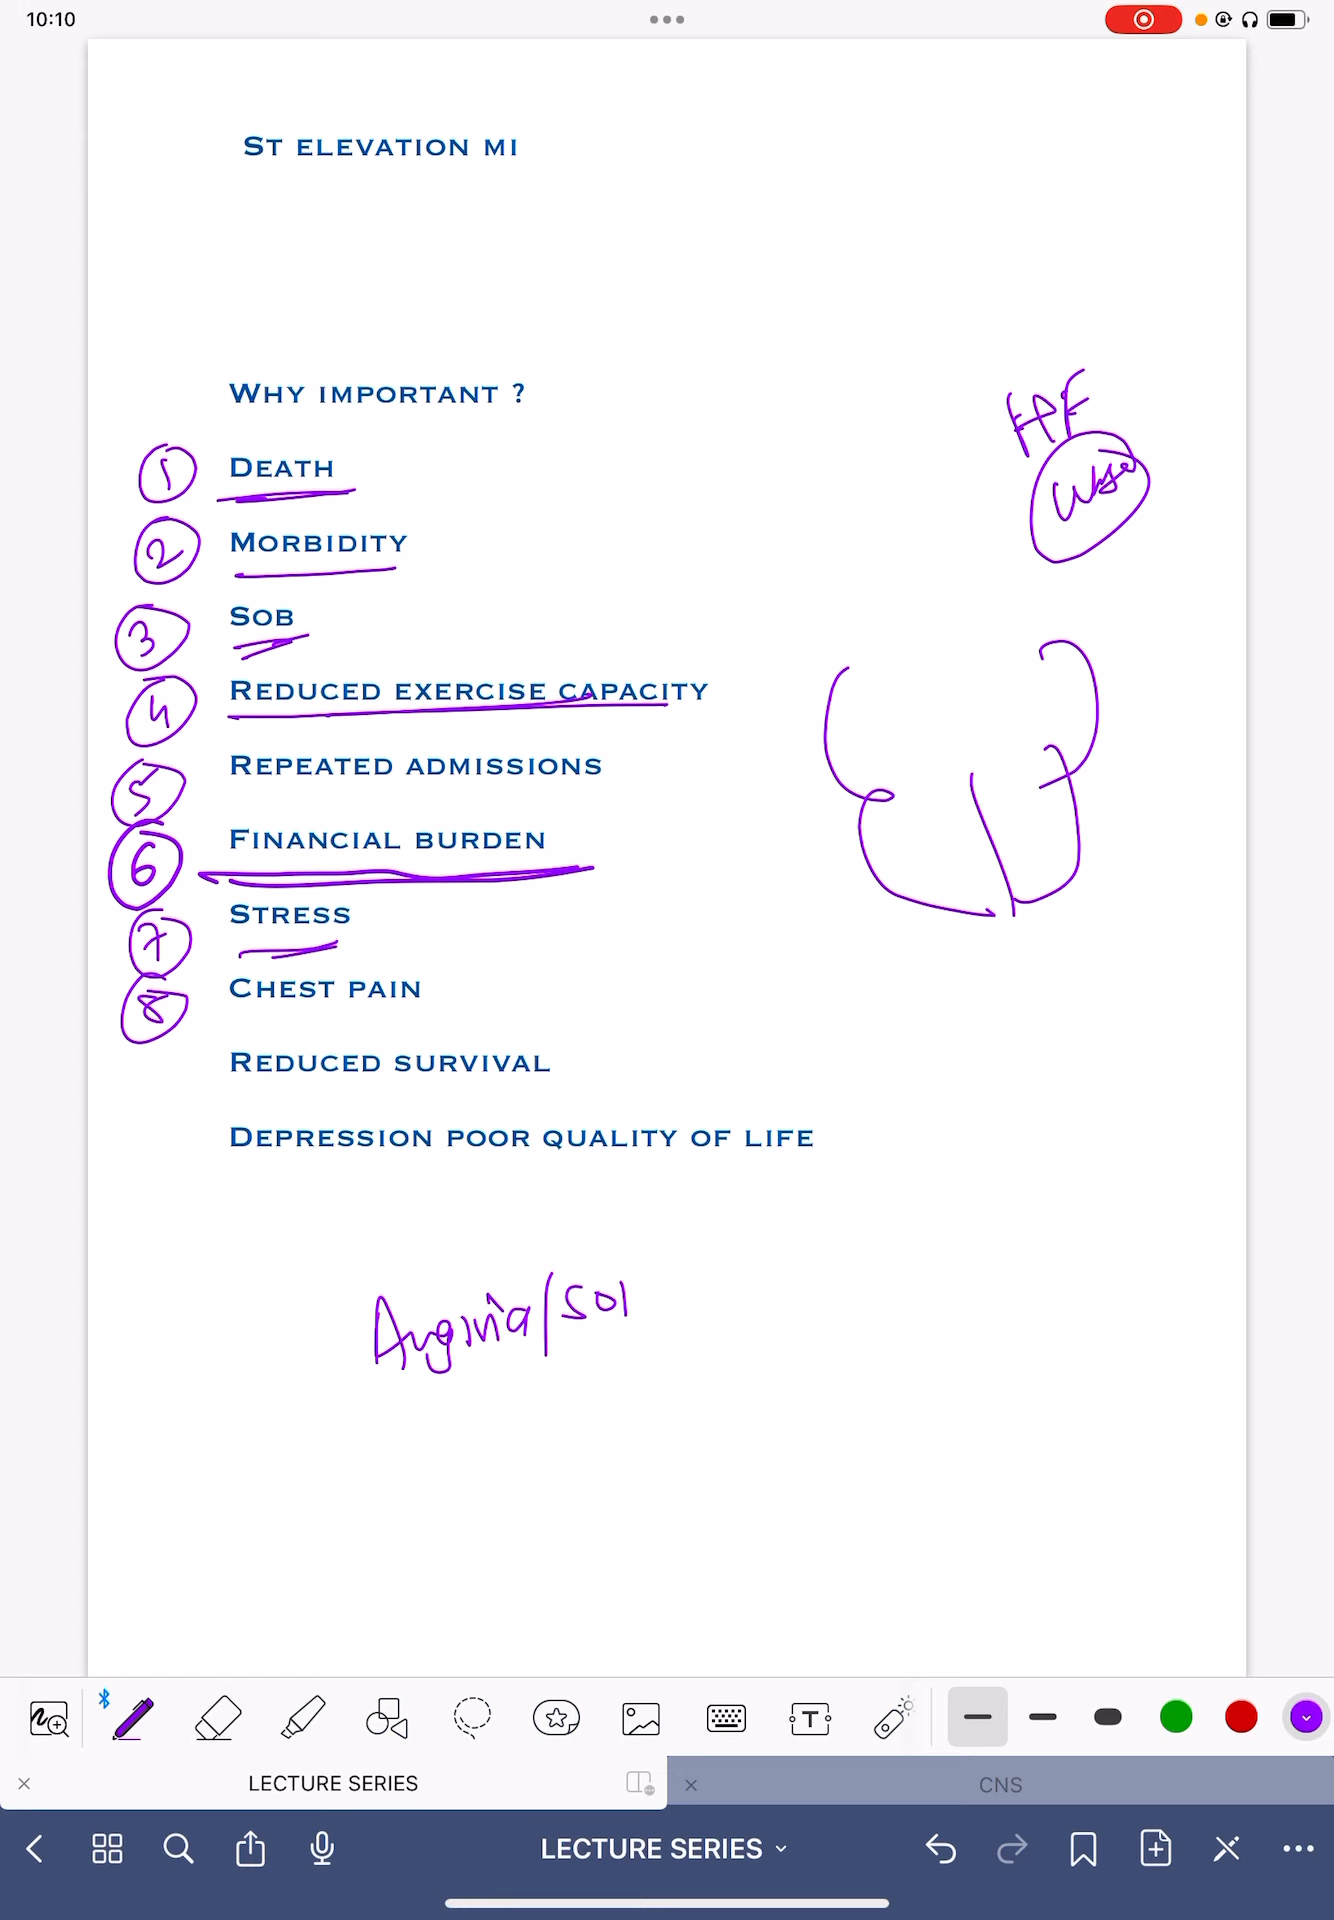 10:10
ST ELEVATION MI
WHY IMPORTANT ?
1 DEATH
2 MORBIDITY
3 SOB
4 REDUCED EXERCISE CAPACITY
5 REPEATED ADMISSIONS
6 FINANCIAL BURDEN
7 STRESS
8 CHEST PAIN
REDUCED SURVIVAL
DEPRESSION POOR QUALITY OF LIFE
Angina/SO
T
LECTURE SERIES
CNS
LECTURE SERIES